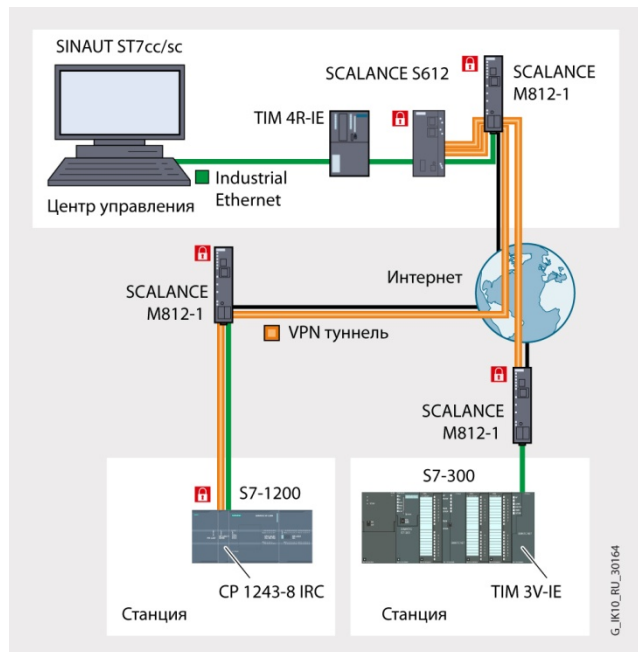 SINAUT ST7cc/sc
SCALANCE S612
SCALANCE
M812-1
TIM 4R-IE
Industrial
Ethernet
Центр управления
Интернет
SCALANCE
M812-1
VPN туннель
SCALANCE
M812-1
S7-1200
S7-300
CP 1243-8 IRC
TIM 3V-IE
Станция
Станция
G_IK10_RU_30164